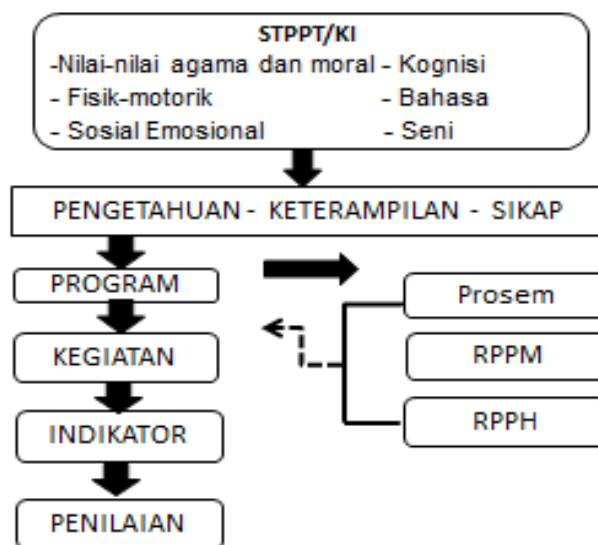 STPPT/KI
-Nilai-nilai agama dan moral - Kognisi
- Fisik-motorik - Bahasa
- Sosial Emosional - Seni
PENGETAHUAN - KETERAMPILAN - SIKAP
PROGRAM
Prosem
KEGIATAN
RPPM
INDIKATOR
RPPH
PENILAIAN